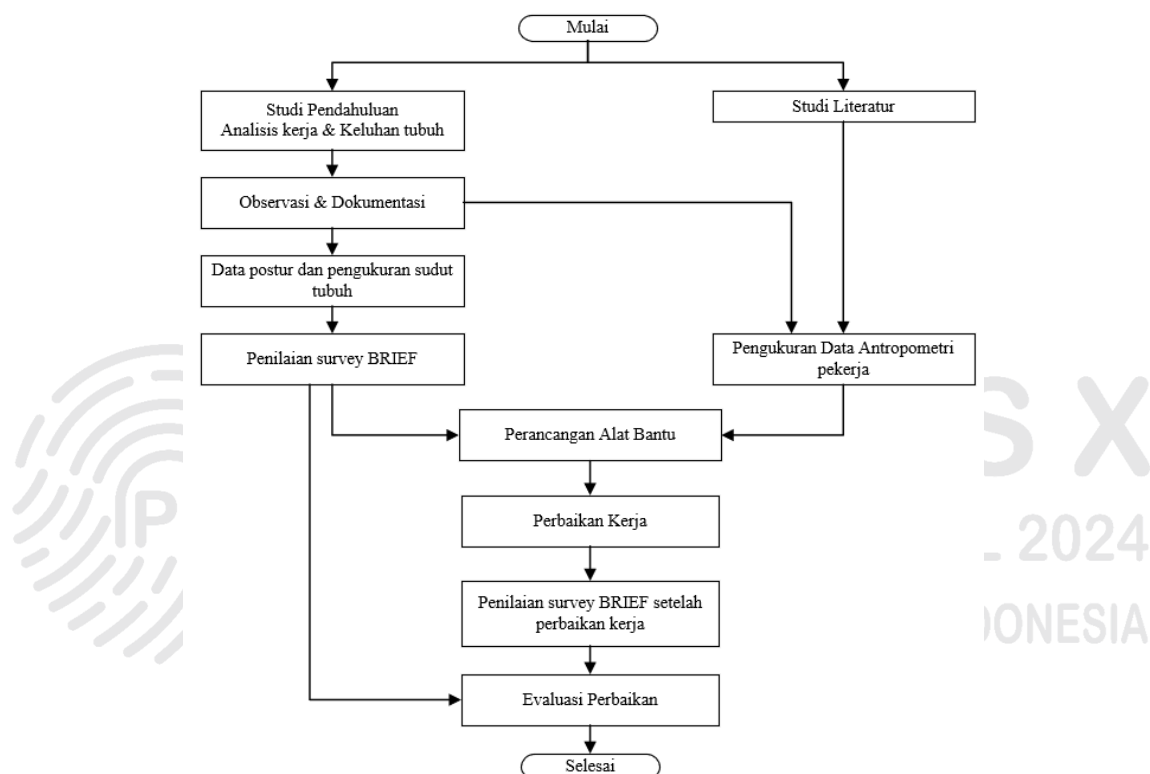 Mulai
Studi Pendahuluan
Analisis kerja & Keluhan tubuh
Studi Literatur
Observasi & Dokumentasi
Data postur dan pengukuran sudut
tubuh
Penilaian survey BRIEF
Pengukuran Data Antropometri
pekerja
Perancangan Alat Bantu
Perbaikan Kerja
Penilaian survey BRIEF setelah
perbaikan kerja
Evaluasi Perbaikan
Selesai
IP
S X
2024